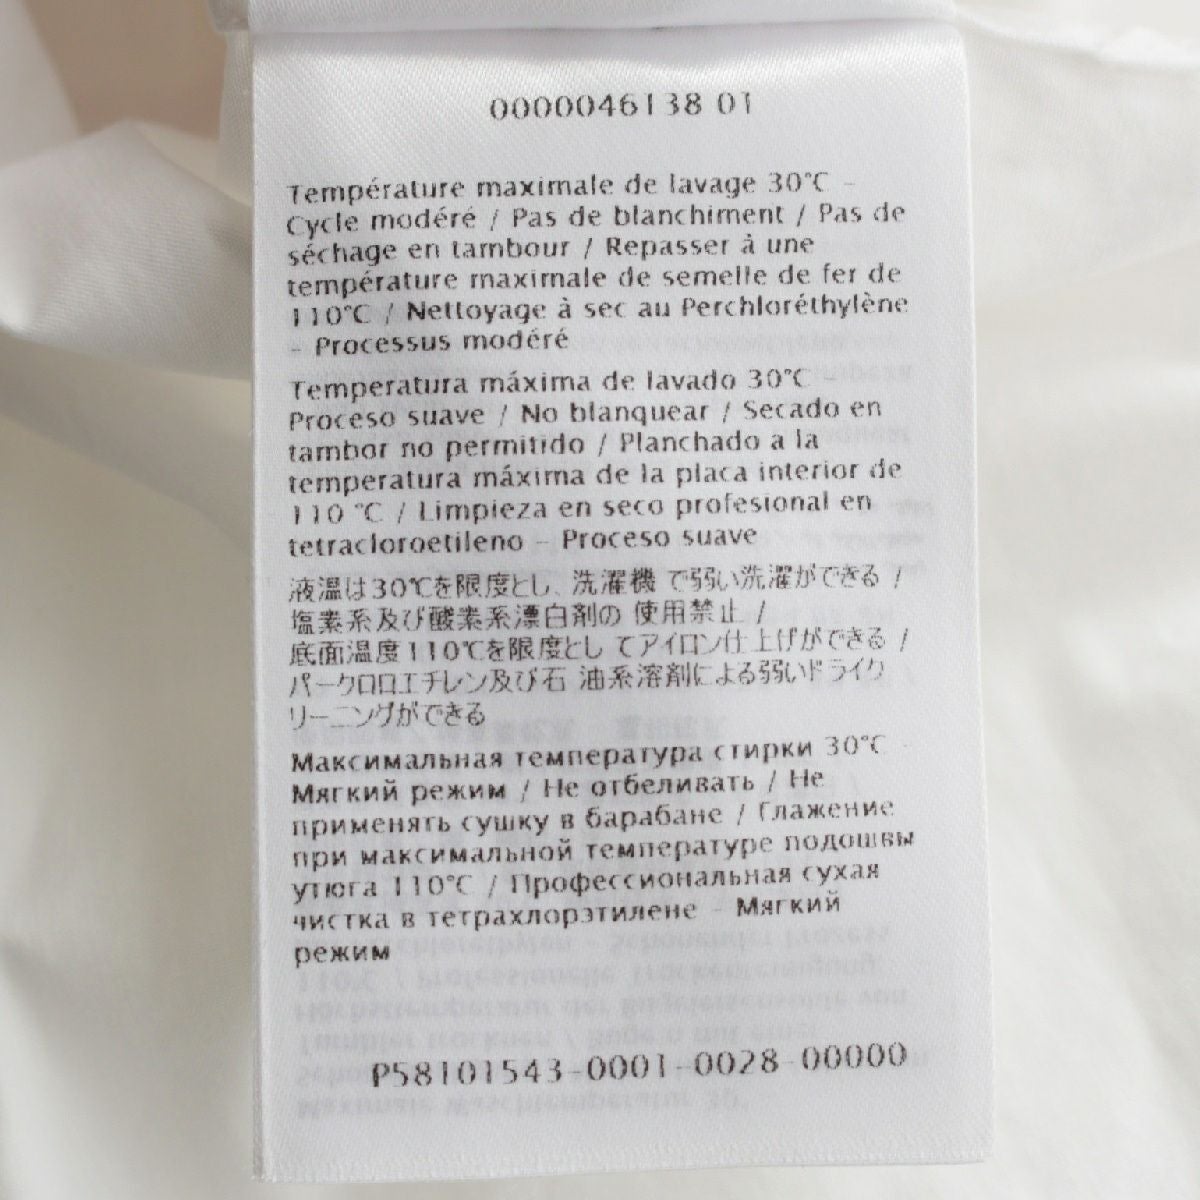 0000046138 01
Température maximale de lavage 30°C -
Cycle modéré / Pas de blanchiment / Pas de
séchage en tambour / Repasser à une
température maximale de semelle de fer de
110°C / Nettoyage à sec au Perchloréthylène
- Processus modéré
Temperatura máxima de lavado 30°C
Proceso suave / No blanquear / Secado en
tambor no permitido / Planchado a la
temperatura máxima de la placa interior de
110 °C / Limpieza en seco profesional en
tetracloroetileno - Proceso suave
液温は30℃を限度とし、洗濯機 で弱い洗濯ができる /
塩素系及び酸素系漂白剤の 使用禁止 /
底面温度110℃を限度とし てアイロン仕上げができる /
パークロロエチレン及び石 油系溶剤による弱いドライク
リーニングができる
Максимальная температура стирки 30°C -
Мягкий режим / Не отбеливать / Не
применять сушку в барабане / Глажение
при максимальной температуре подошвы
утюга 110°C / Профессиональная сухая
чистка в тетрахлорэтилене - Мягкий
режим
P58101543-0001-0028-00000